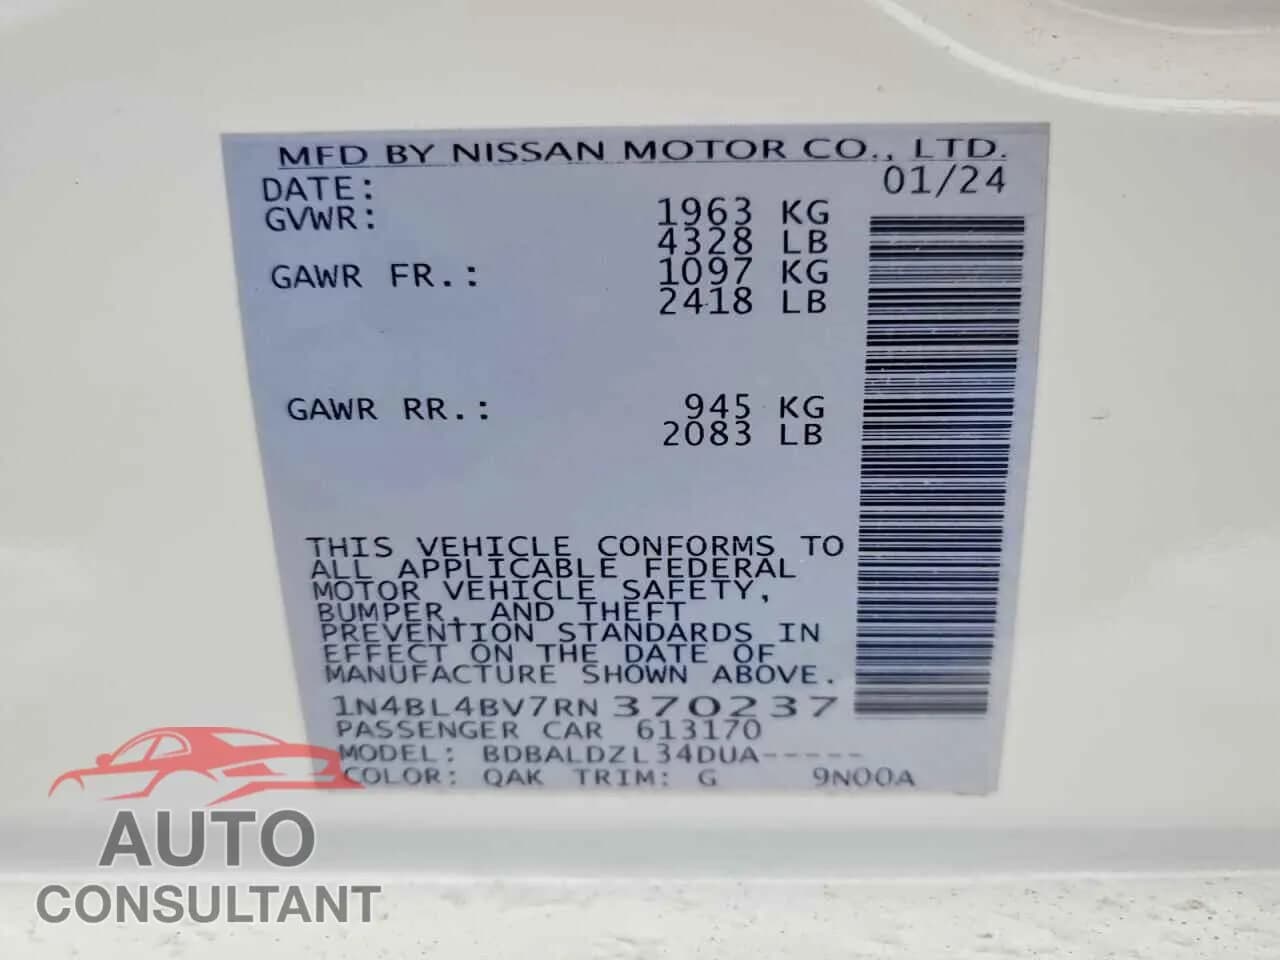 MFD BY NISSAN MOTOR CO., LTD.
DATE: 01/24
GVWR: 1963 KG
4328 LB
GAWR FR.: 1097 KG
2418 LB
GAWR RR.: 945 KG
2083 LB
THIS VEHICLE CONFORMS TO
ALL APPLICABLE FEDERAL
MOTOR VEHICLE SAFETY,
BUMPER, AND THEFT
PREVENTION STANDARDS IN
EFFECT ON THE DATE OF
MANUFACTURE SHOWN ABOVE.
1N4BL4BV7RN370237
PASSENGER CAR 613170
MODEL: BDBALDZL34DUA-----
COLOR: QAK TRIM: G 9N00A
AUTO
CONSULTANT